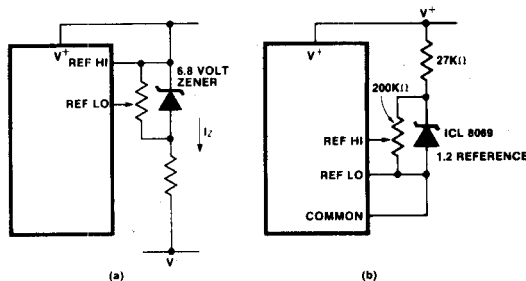 V+
REF HI
REF LO
6.8 VOLT
ZENER
IZ
V
(a)
V+
V+
27KΩ
200KΩ
ICL 8069
REF HI
1.2 REFERENCE
REF LO
COMMON
(b)